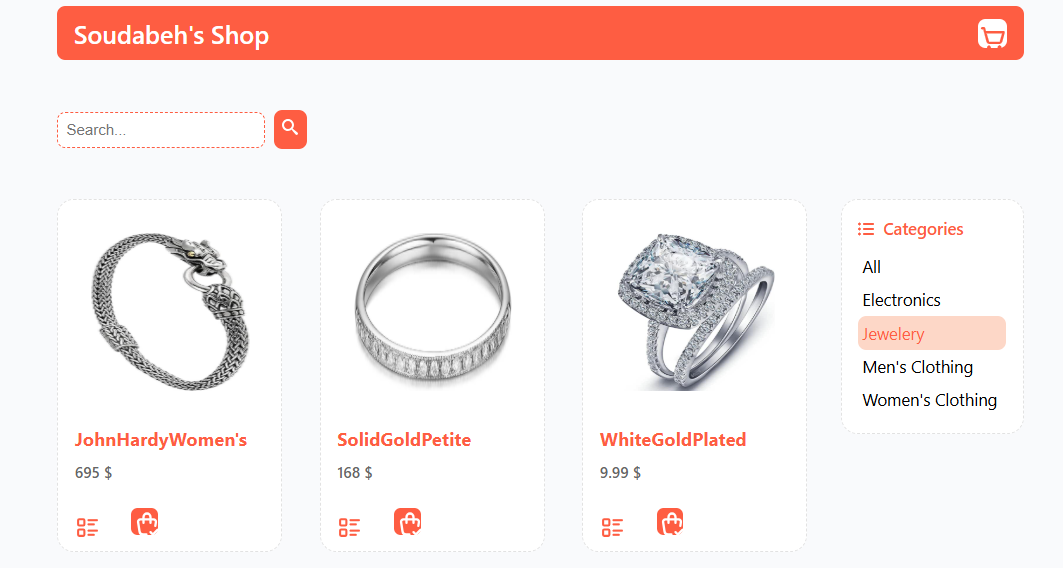 Soudabeh's Shop
Search...
JohnHardyWomen's
695 $
SolidGoldPetite
168 $
WhiteGoldPlated
9.99 $
Categories
All
Electronics
Jewelery
Men's Clothing
Women's Clothing